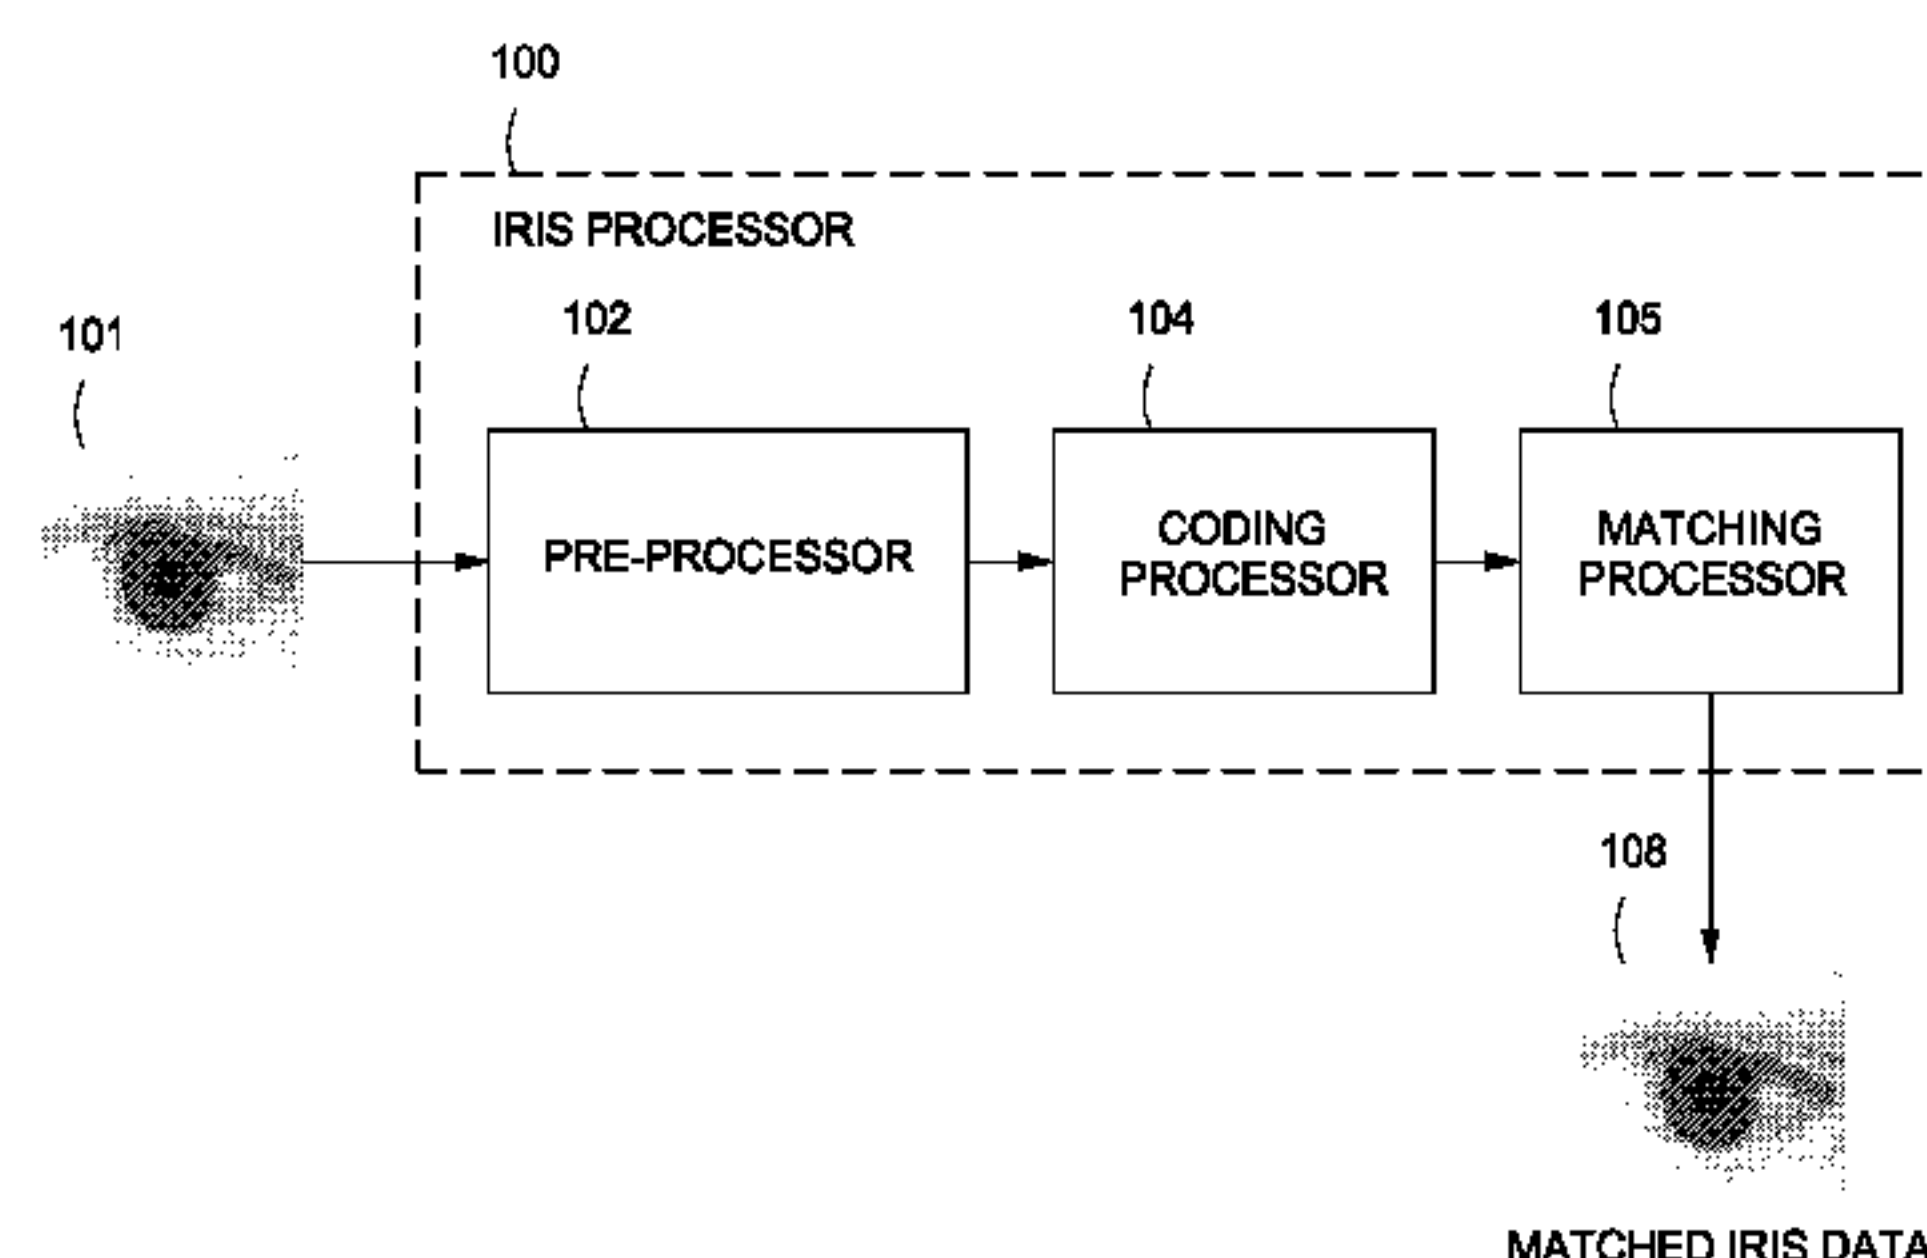 100
IRIS PROCESSOR
101
102
104
105
PRE-PROCESSOR
CODING
PROCESSOR
MATCHING
PROCESSOR
108
MATCHED IRIS DATA